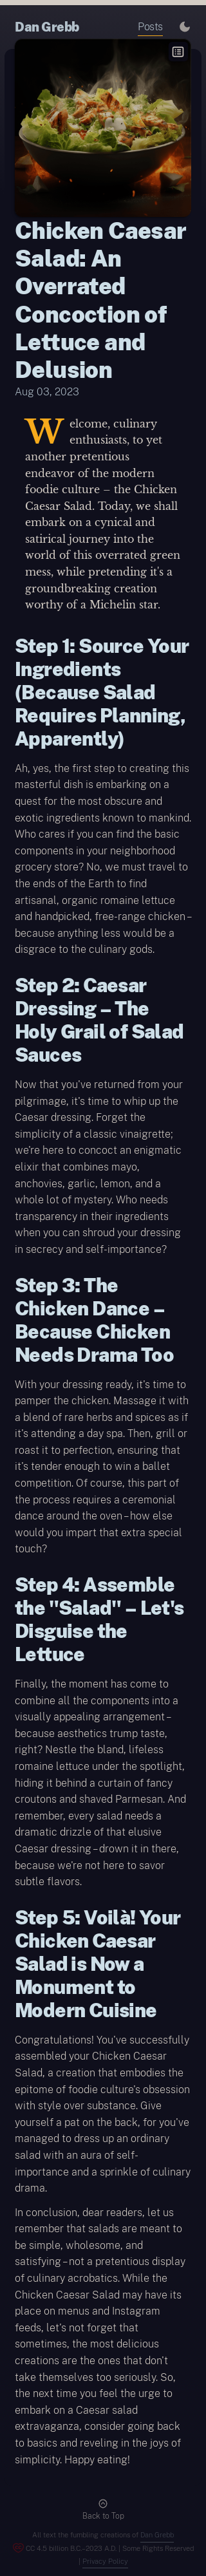 Dan Grebb
Posts
Chicken Caesar
Salad: An
Overrated
Concoction of
Lettuce and
Delusion
Aug 03, 2023
Welcome, culinary
enthusiasts, to yet
another pretentious
endeavor of the modern
foodie culture – the Chicken
Caesar Salad. Today, we shall
embark on a cynical and
satirical journey into the
world of this overrated green
mess, while pretending it's a
groundbreaking creation
worthy of a Michelin star.
Step 1: Source Your
Ingredients
(Because Salad
Requires Planning,
Apparently)
Ah, yes, the first step to creating this
masterful dish is embarking on a
quest for the most obscure and
exotic ingredients known to mankind.
Who cares if you can find the basic
components in your neighborhood
grocery store? No, we must travel to
the ends of the Earth to find
artisanal, organic romaine lettuce
and handpicked, free-range chicken –
because anything less would be a
disgrace to the culinary gods.
Step 2: Caesar
Dressing – The
Holy Grail of Salad
Sauces
Now that you've returned from your
pilgrimage, it's time to whip up the
Caesar dressing. Forget the
simplicity of a classic vinaigrette;
we're here to concoct an enigmatic
elixir that combines mayo,
anchovies, garlic, lemon, and a
whole lot of mystery. Who needs
transparency in their ingredients
when you can shroud your dressing
in secrecy and self-importance?
Step 3: The
Chicken Dance –
Because Chicken
Needs Drama Too
With your dressing ready, it's time to
pamper the chicken. Massage it with
a blend of rare herbs and spices as if
it's attending a spa day. Then, grill or
roast it to perfection, ensuring that
it's tender enough to win a ballet
competition. Of course, this part of
the process requires a ceremonial
dance around the oven – how else
would you impart that extra special
touch?
Step 4: Assemble
the "Salad" – Let's
Disguise the
Lettuce
Finally, the moment has come to
combine all the components into a
visually appealing arrangement –
because aesthetics trump taste,
right? Nestle the bland, lifeless
romaine lettuce under the spotlight,
hiding it behind a curtain of fancy
croutons and shaved Parmesan. And
remember, every salad needs a
dramatic drizzle of that elusive
Caesar dressing – drown it in there,
because we're not here to savor
subtle flavors.
Step 5: Voilà! Your
Chicken Caesar
Salad is Now a
Monument to
Modern Cuisine
Congratulations! You've successfully
assembled your Chicken Caesar
Salad, a creation that embodies the
epitome of foodie culture's obsession
with style over substance. Give
yourself a pat on the back, for you've
managed to dress up an ordinary
salad with an aura of self-
importance and a sprinkle of culinary
drama.
In conclusion, dear readers, let us
remember that salads are meant to
be simple, wholesome, and
satisfying – not a pretentious display
of culinary acrobatics. While the
Chicken Caesar Salad may have its
place on menus and Instagram
feeds, let's not forget that
sometimes, the most delicious
creations are the ones that don't
take themselves too seriously. So,
the next time you feel the urge to
embark on a Caesar salad
extravaganza, consider going back
to basics and reveling in the joys of
simplicity. Happy eating!
Back to Top
All text the fumbling creations of Dan Grebb
CC 4.5 billion B.C.-2023 A.D. | Some Rights Reserved
| Privacy Policy